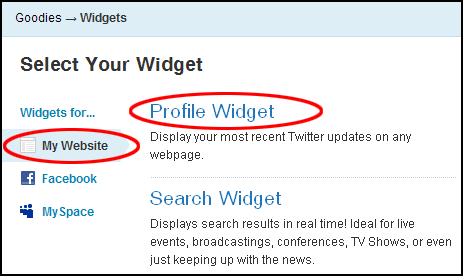 Goodies → Widgets
Select Your Widget
Widgets for...
My Website
Facebook
MySpace
Profile Widget
Display your most recent Twitter updates on any
webpage.
Search Widget
Displays search results in real time! Ideal for live
events, broadcastings, conferences, TV Shows, or even
just keeping up with the news.